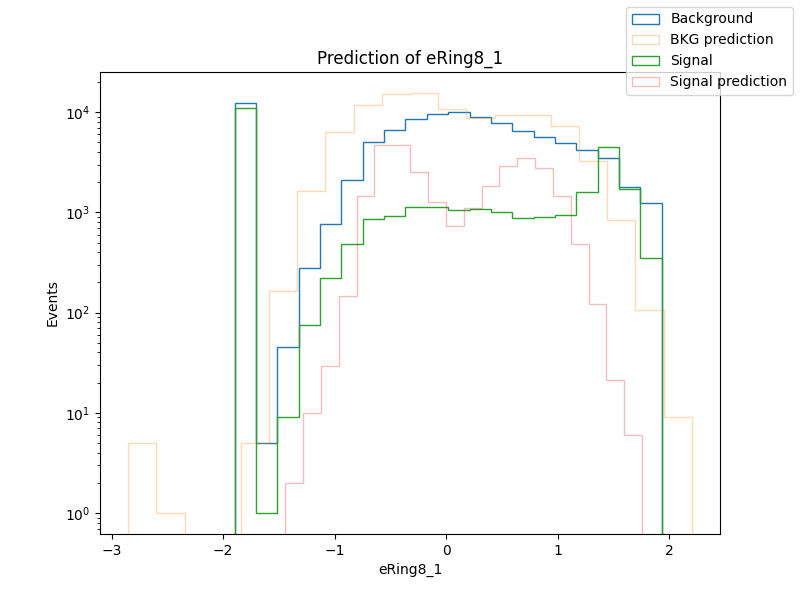 Prediction of eRing8_1
Background
BKG prediction
Signal
Signal prediction
Events
10⁴
10³
10²
10¹
10⁰
−3
−2
−1
0
1
2
eRing8_1